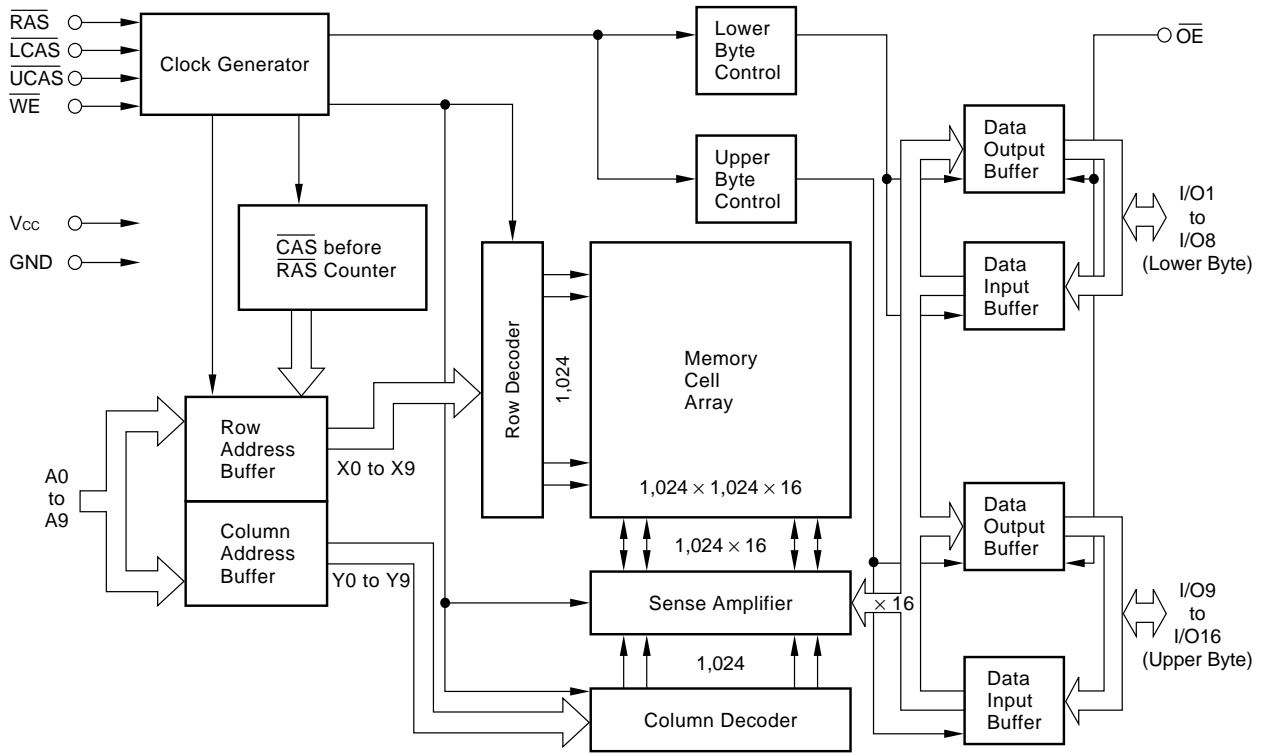 RAS
LCAS
UCAS
WE
Clock Generator
Lower
Byte
Control
OE
Upper
Byte
Control
Data
Output
Buffer
I/O1
to
I/O8
(Lower Byte)
Vcc
GND
CAS before
RAS Counter
Data
Input
Buffer
Row Decoder
1,024
Memory
Cell
Array
1,024 × 1,024 × 16
A0
to
A9
Row
Address
Buffer
X0 to X9
Column
Address
Buffer
Y0 to Y9
1,024 × 16
Sense Amplifier
× 16
1,024
Column Decoder
Data
Output
Buffer
I/O9
to
I/O16
(Upper Byte)
Data
Input
Buffer